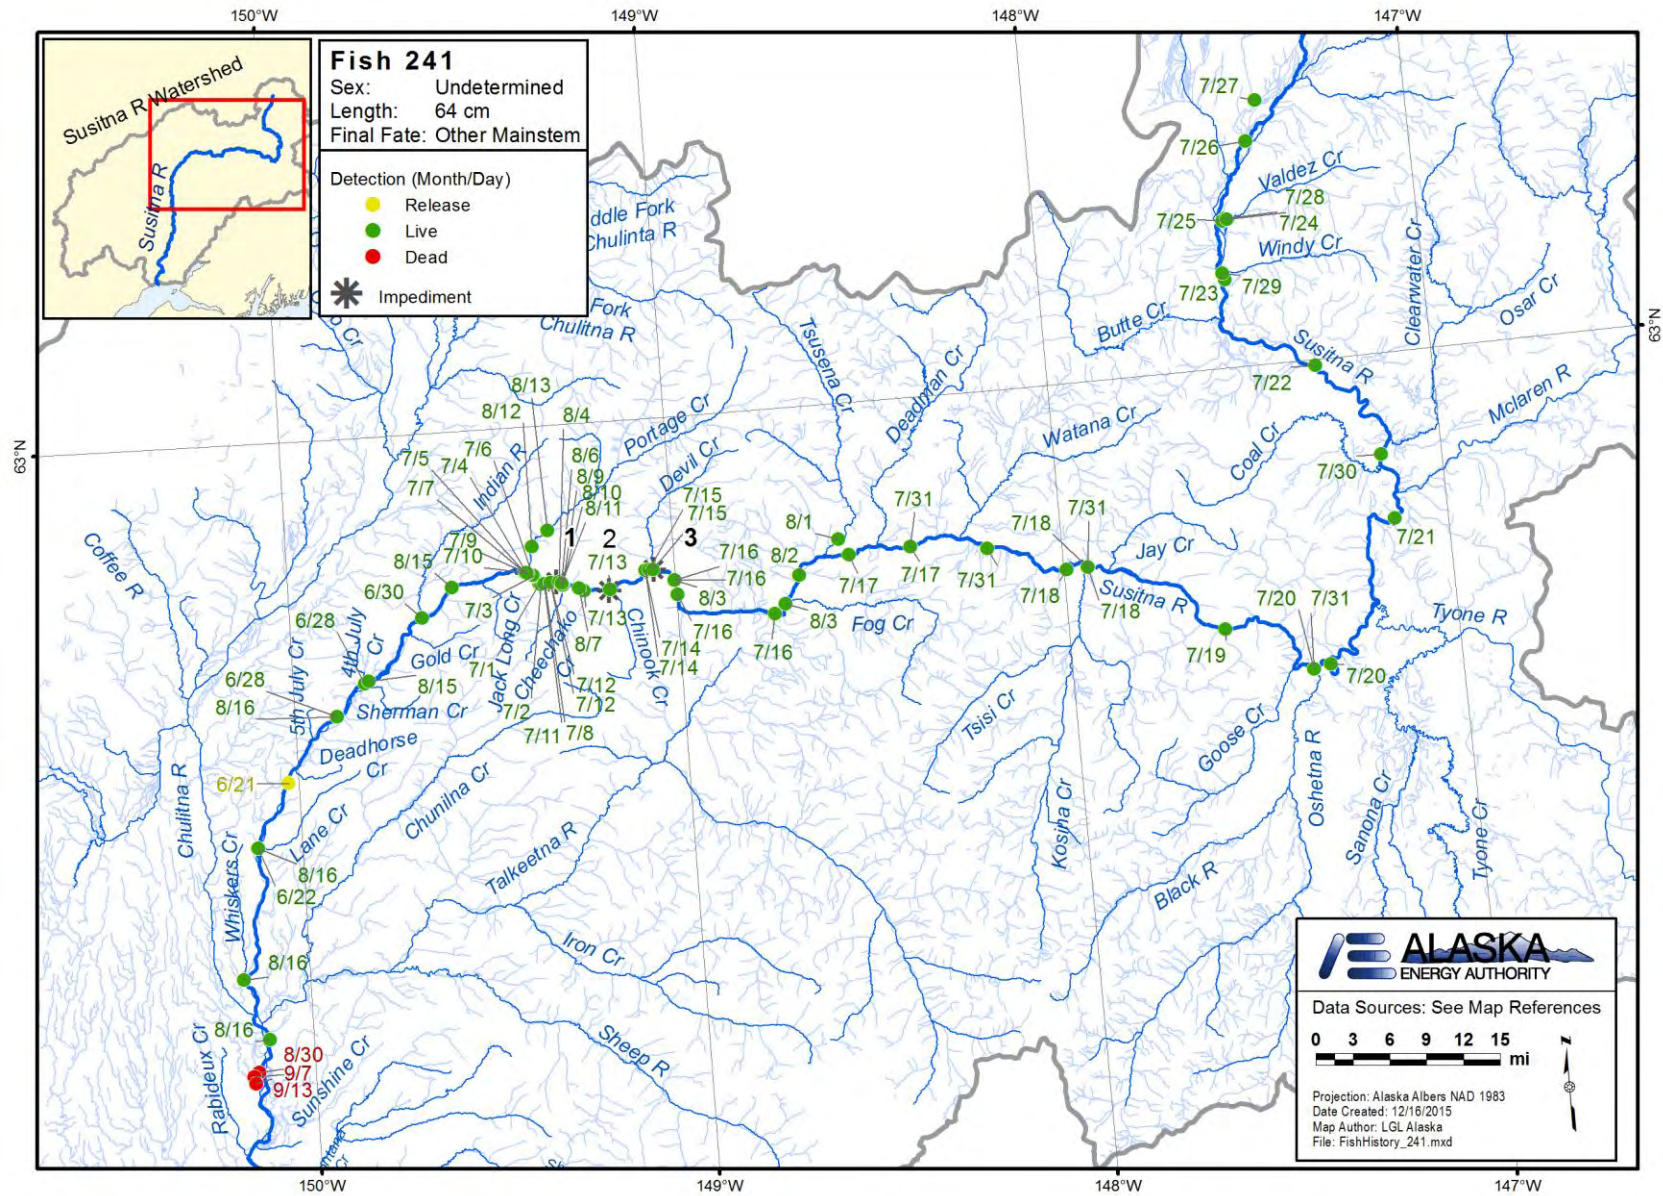 150°W
149°W
148°W
147°W
Susitna R Watershed
Susitna R
Fish 241
Sex: Undetermined
Length: 64 cm
Final Fate: Other Mainstem
Detection (Month/Day)
Release
Live
Dead
Impediment
ddle Fork
Chulinta R
Fork
Chulitna R
o Cr
7/27
7/26
Valdez Cr
7/28
7/25
7/24
Windy Cr
7/23
7/29
Clearwater Cr
Osar Cr
Butte Cr
63°N
Susitna R
7/22
Mclaren R
Tsusena Cr
Deadman Cr
Watana Cr
Coal Cr
7/30
7/21
63°N
8/13
8/12
8/4
Portage Cr
Devil Cr
7/6
7/5
7/4
7/7
Indian R
8/6
8/9
8/10
8/11
7/15
7/15
1
2
3
7/9
7/10
7/13
8/15
6/30
7/3
7/16
7/16
8/3
8/1
8/2
7/31
7/17
7/17
7/31
7/18
7/31
7/18
7/18
Jay Cr
Susitna R
Coffee R
6/28
4th July
Cr
Gold Cr
7/1
Jack Long Cr
Cheechako
Cr
7/13
8/7
Chinook Cr
7/14
7/14
7/16
7/16
8/3
Fog Cr
7/19
7/20
7/31
7/20
Tyone R
6/28
8/16
5th July Cr
8/15
Sherman Cr
7/2
7/12
7/12
7/11
7/8
Deadhorse
Cr
6/21
Chulitna R
Lane Cr
Chunilna Cr
Talkeetna R
Tsisi Cr
Kosina Cr
Goose Cr
Oshetna R
Sanona Cr
Tyone Cr
Black R
Whiskers Cr
8/16
6/22
8/16
Iron Cr
8/16
Sheep R
Rabideux Cr
8/30
9/7
9/13
Sunshine Cr
ntana
Cr
ALASKA
ENERGY AUTHORITY
Data Sources: See Map References
0 3 6 9 12 15
mi
N
Projection: Alaska Albers NAD 1983
Date Created: 12/16/2015
Map Author: LGL Alaska
File: FishHistory_241.mxd
150°W
149°W
148°W
147°W